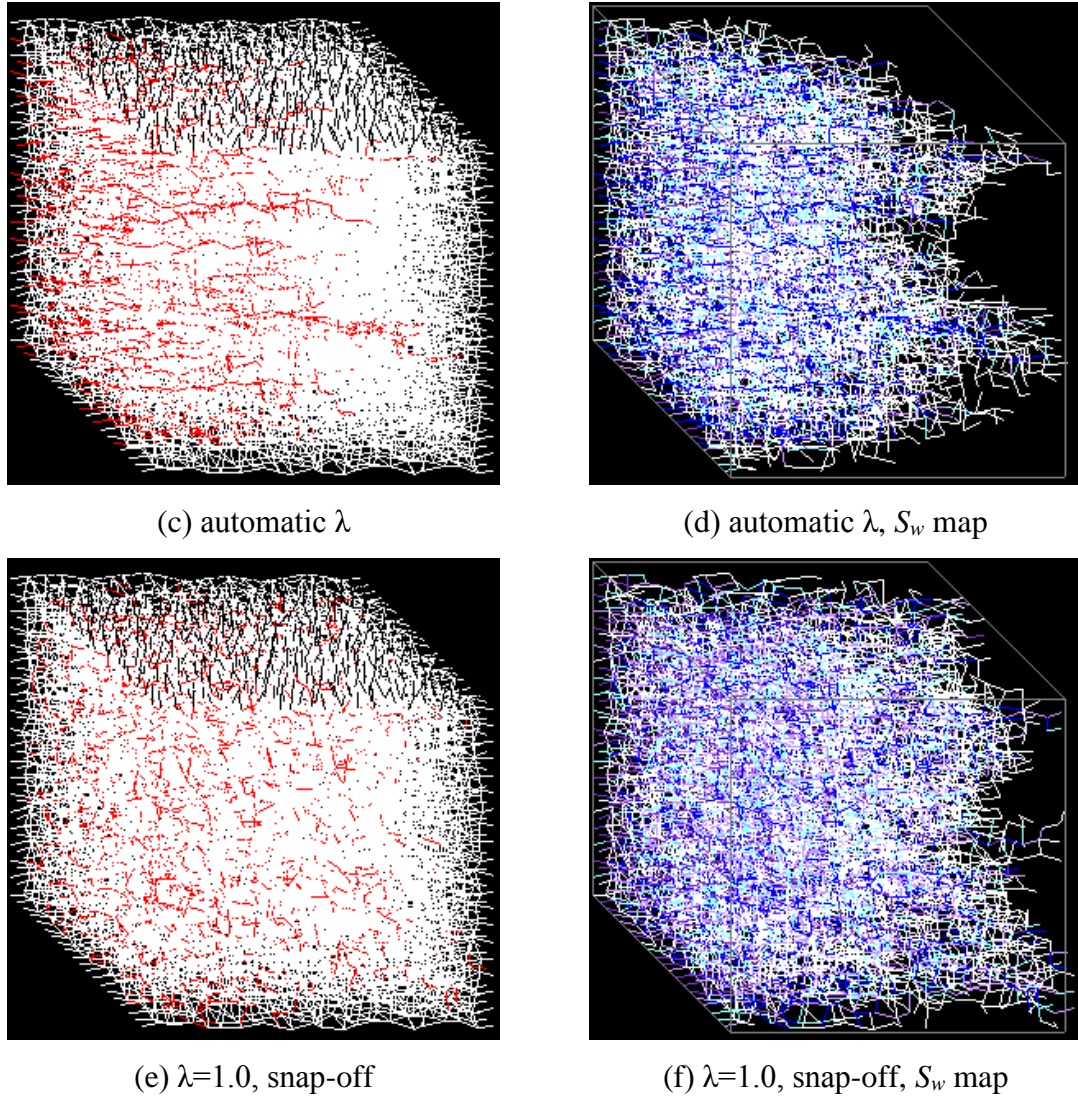 (c) automatic λ
(d) automatic λ, Sw map
(e) λ=1.0, snap-off
(f) λ=1.0, snap-off, Sw map